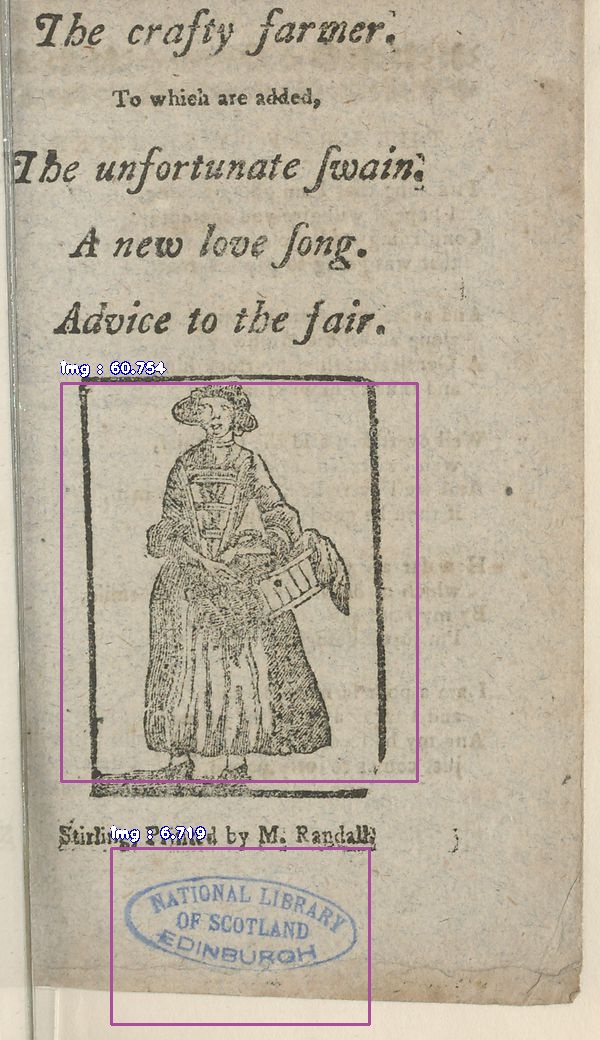 The crafty farmer.
To which are added,
The unfortunate ſwain.
A new love ſong.
Advice to the fair.
img : 60.754
Stirling, Printed by M. Randall.
img : 6.719
NATIONAL LIBRARY
OF SCOTLAND
EDINBURGH